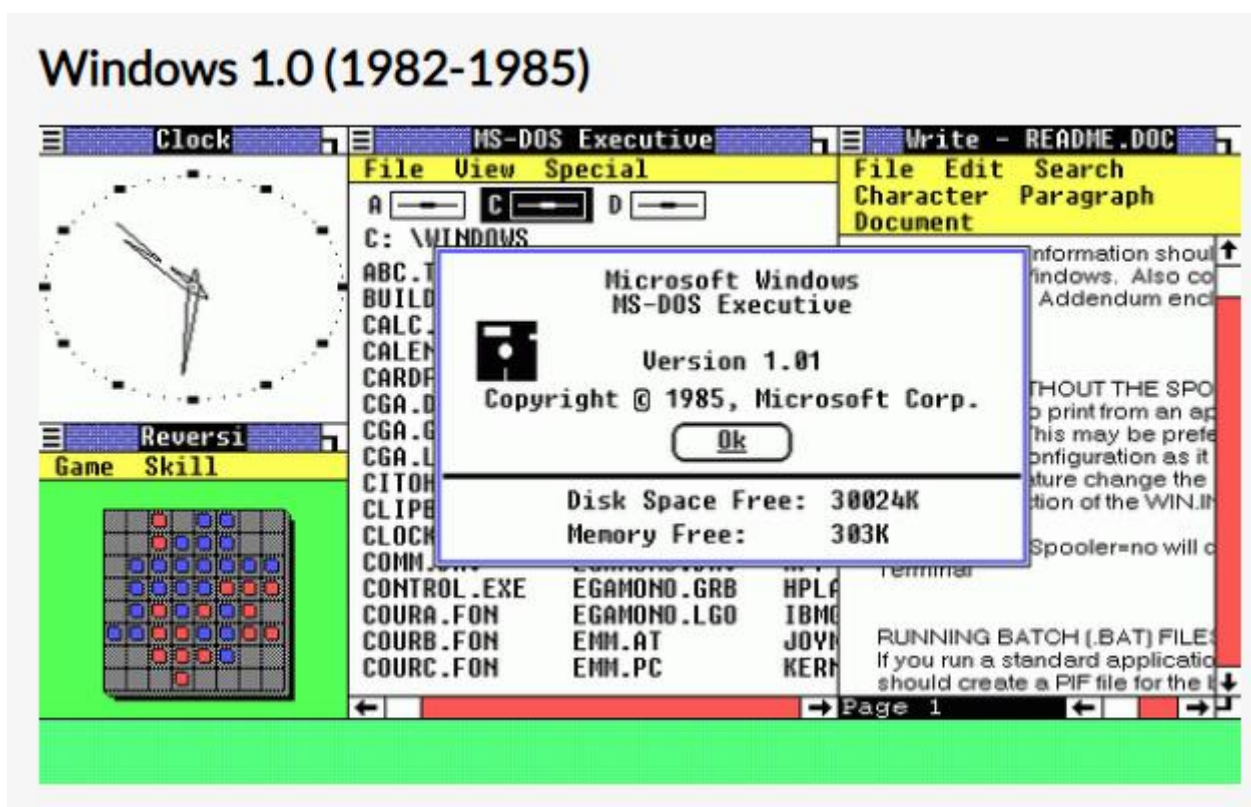 Windows 1.0 (1982-1985)
Clock
MS-DOS Executive
File View Special
A C D
C: \WINDOWS
ABC.T
BUILD
CALC.
CALEN
CARDF
CGA.D
CGA.G
CGA.L
CITOH
CLIPB
CLOCK
COMM.
CONTROL.EXE EGAMONO.GRB HPLA
COURA.FON EGAMONO.LGO IBMG
COURB.FON EMM.AT JOYM
COURC.FON EMM.PC KERN
Microsoft Windows
MS-DOS Executive
Version 1.01
Copyright © 1985, Microsoft Corp.
Ok
Disk Space Free: 30024K
Memory Free: 303K
Write - README.DOC
File Edit Search
Character Paragraph
Document
nformation shoul
indows. Also co
Addendum encl
THOUT THE SPO
print from an ap
his may be prefe
onfiguration as it
ature change the
tion of the WIN.IN
Spooler=no will c
Terminal
RUNNING BATCH (.BAT) FILES
If you run a standard applicatio
should create a PIF file for the b
Page 1
Reversi
Game Skill